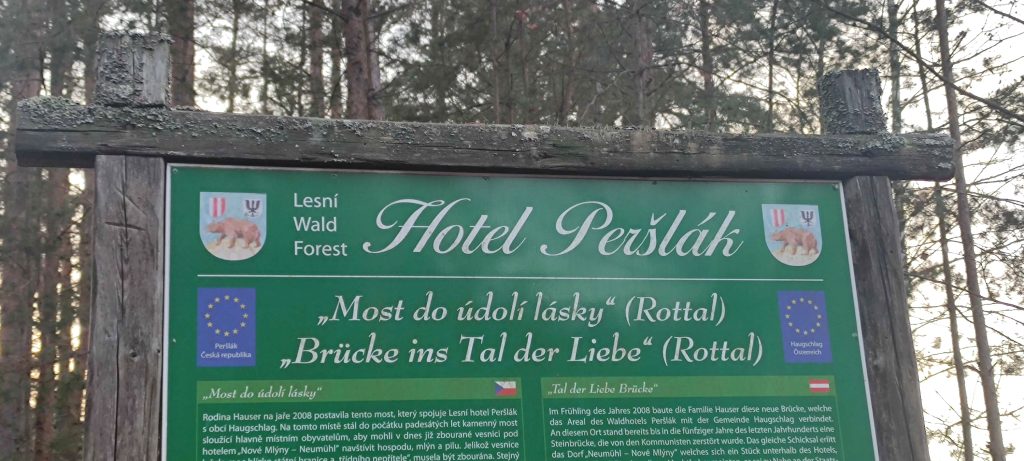 Lesní
Wald
Forest
Hotel Peršlák
„Most do údolí lásky“ (Rottal)
„Brücke ins Tal der Liebe“ (Rottal)
Peršlák
Česká republika
Haugschlag
Österreich
„Most do údolí lásky“
Rodina Hauser na jaře 2008 postavila tento most, který spojuje Lesní hotel Peršlák
s obcí Haugschlag. Na tomto místě stál do počátku padesátých let kamenný most
sloužící hlavně místním obyvatelům, aby mohli v dnes již zbourané vesnici pod
hotelem „Nové Mlýny – Neumühl“ navštívit hospodu, mlýn a pilu. Jelikož vesnice
musela být zbourána. Stejný
„Tal der Liebe Brücke“
Im Frühling des Jahres 2008 baute die Familie Hauser diese neue Brücke, welche
das Areal des Waldhotels Peršlák mit der Gemeinde Haugschlag verbindet.
An diesem Ort stand bereits bis in die fünfziger Jahre des letzten Jahrhunderts eine
Steinbrücke, die von den Kommunisten zerstört wurde. Das gleiche Schicksal erlitt
das Dorf „Neumühl – Nové Mlýny“ welches sich ein Stück unterhalb des Hotels,